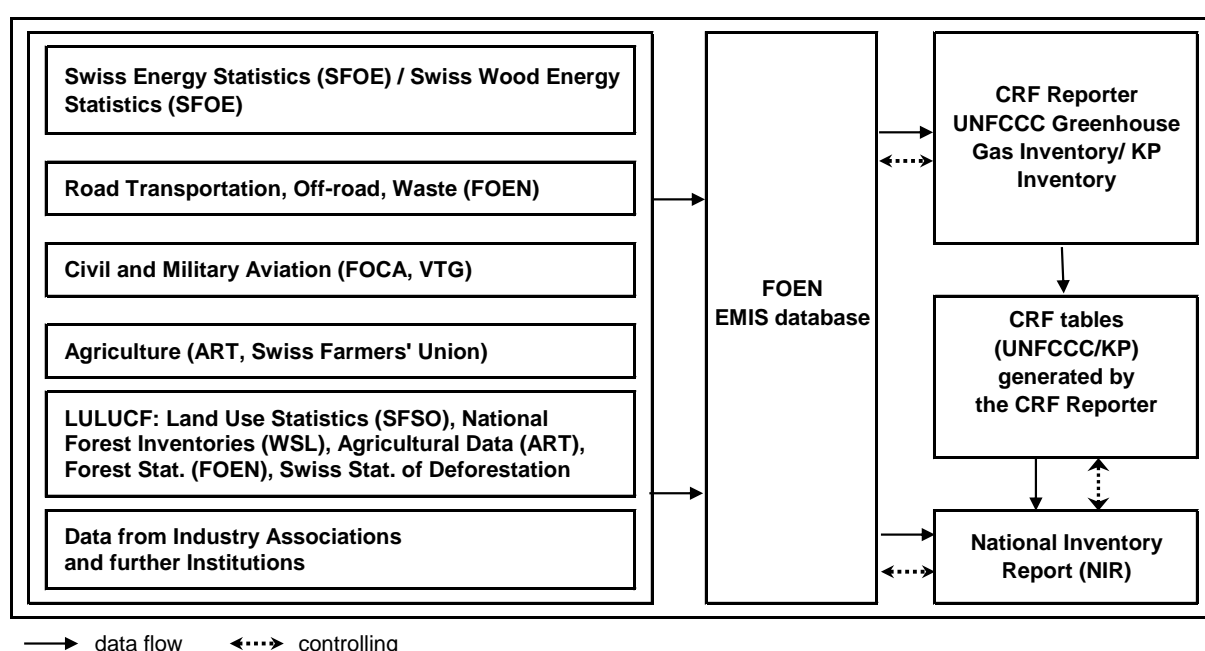 Swiss Energy Statistics (SFOE) / Swiss Wood Energy
Statistics (SFOE)
Road Transportation, Off-road, Waste (FOEN)
Civil and Military Aviation (FOCA, VTG)
Agriculture (ART, Swiss Farmers' Union)
LULUCF: Land Use Statistics (SFSO), National
Forest Inventories (WSL), Agricultural Data (ART),
Forest Stat. (FOEN), Swiss Stat. of Deforestation
Data from Industry Associations
and further Institutions
FOEN
EMIS database
CRF Reporter
UNFCCC Greenhouse
Gas Inventory/ KP
Inventory
CRF tables
(UNFCCC/KP)
generated by
the CRF Reporter
National Inventory
Report (NIR)
data flow
controlling